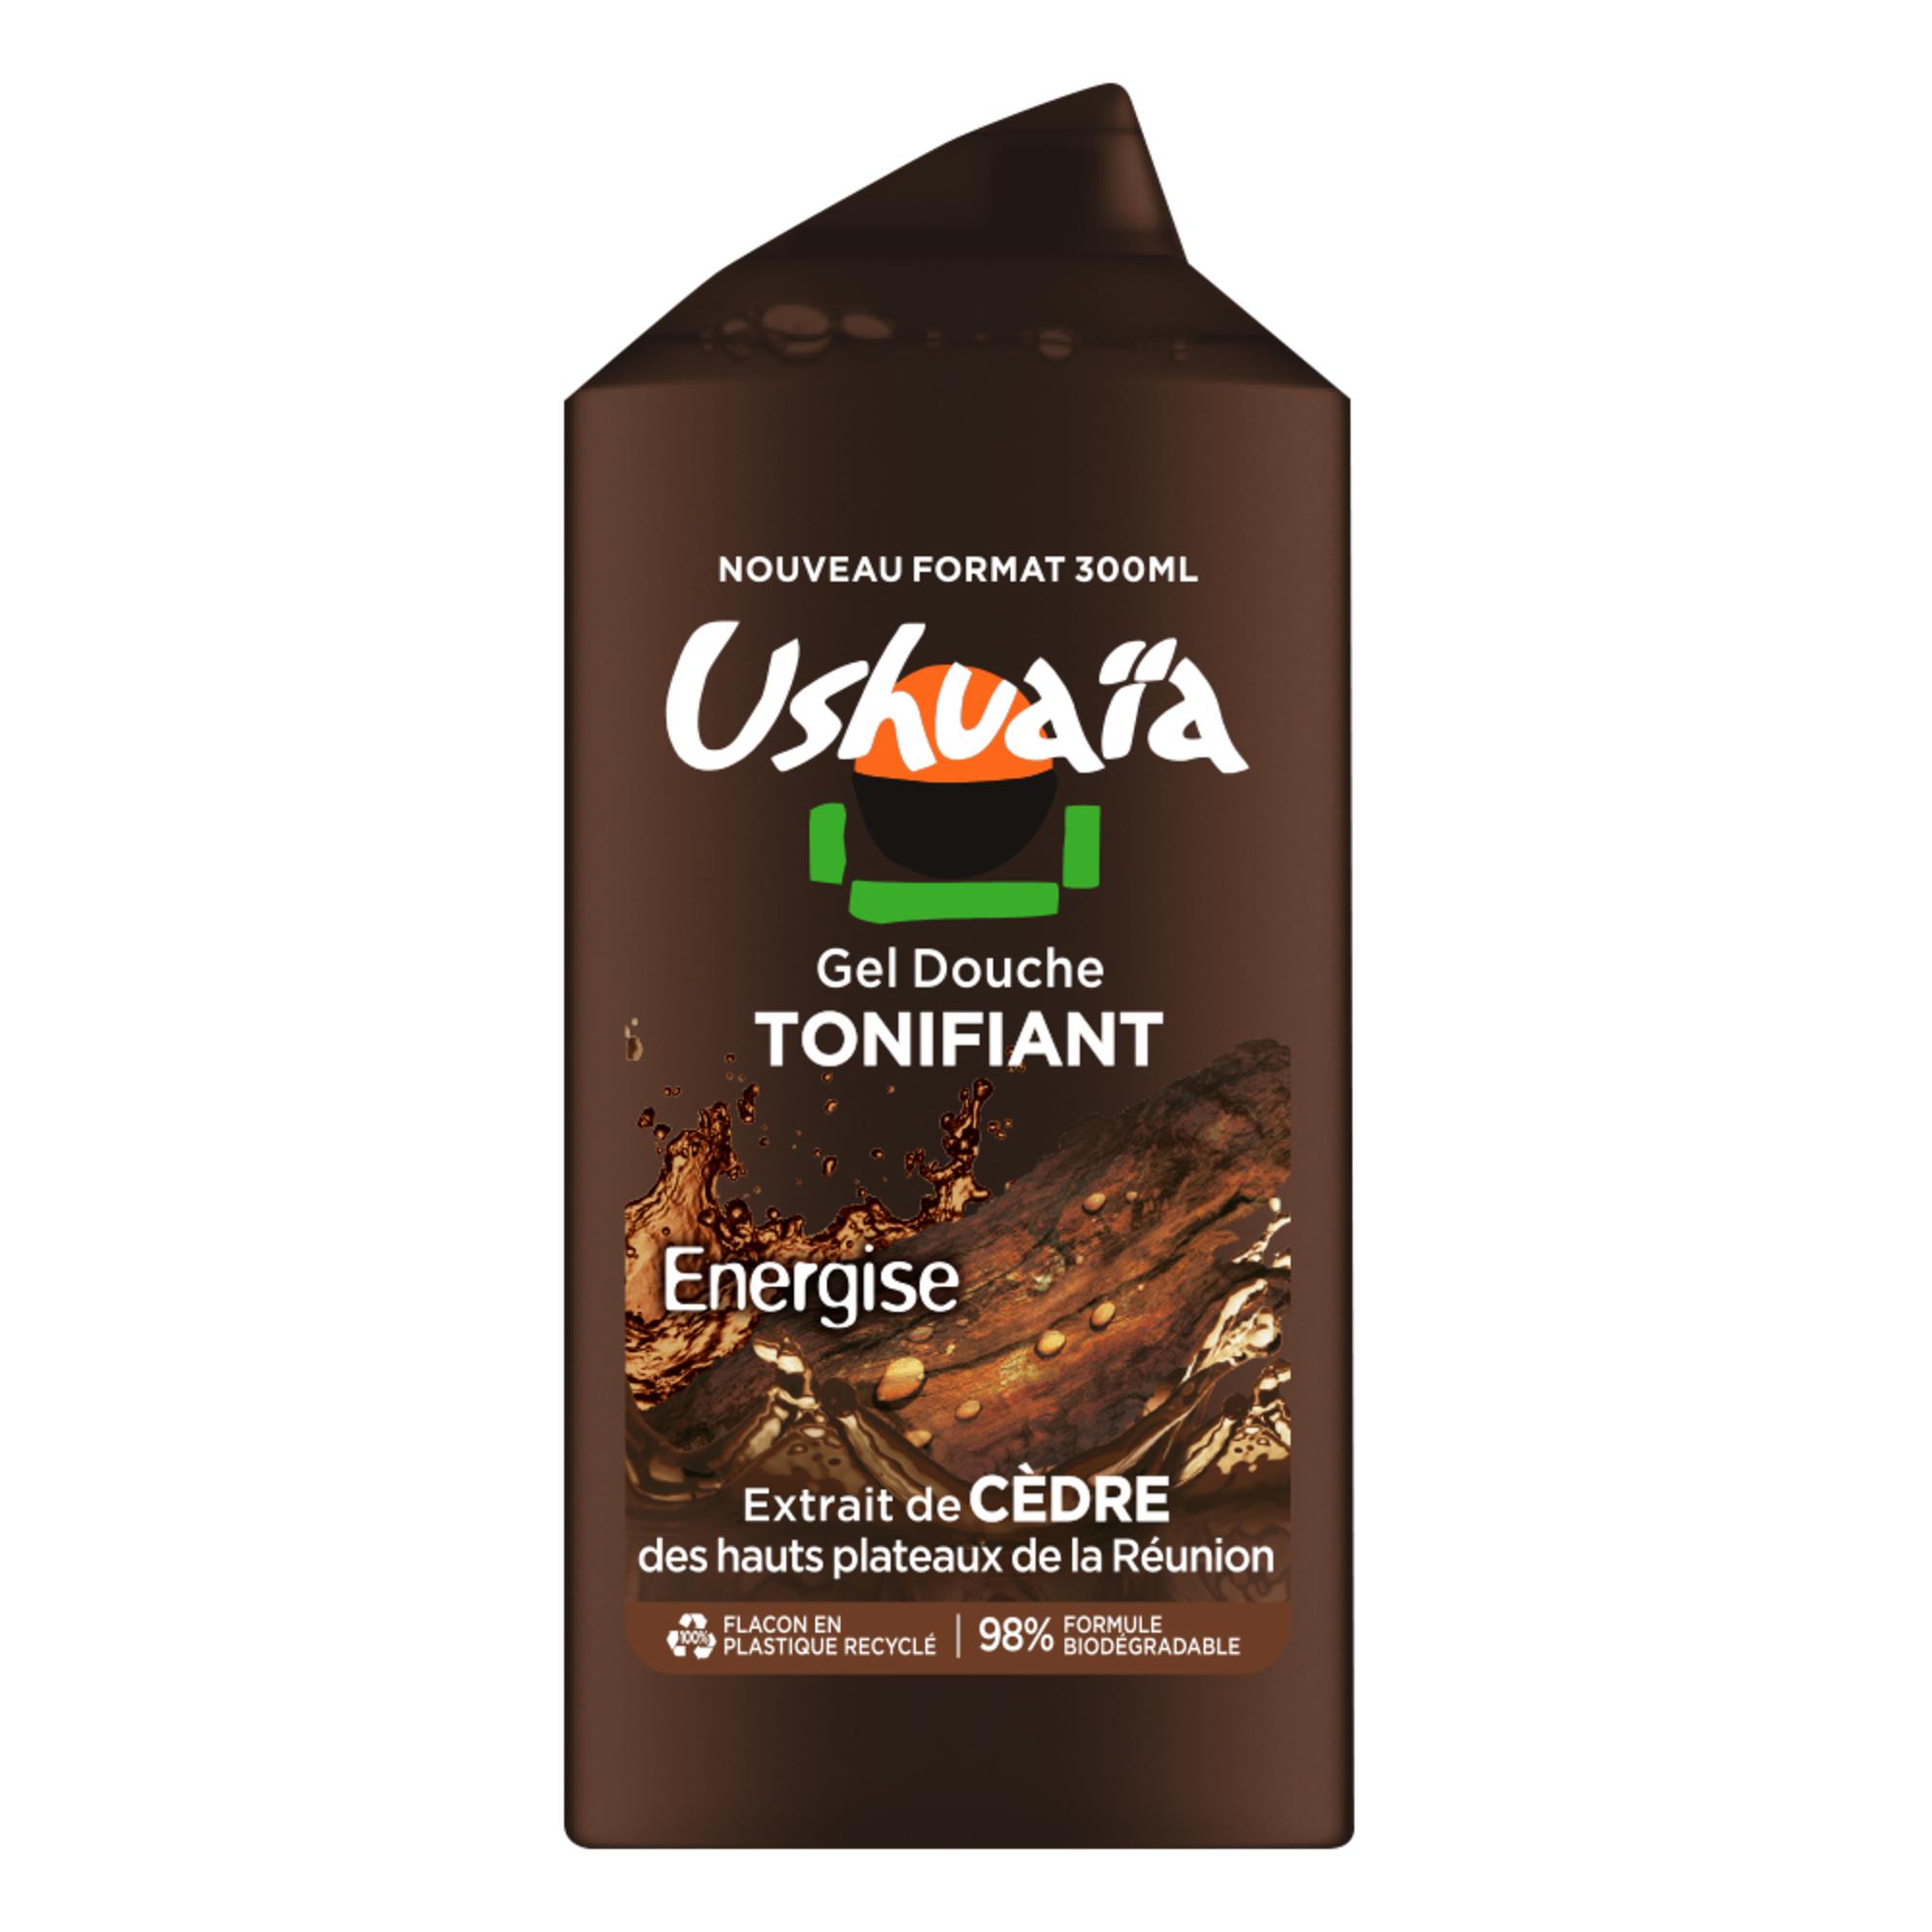 NOUVEAU FORMAT 300ML
Ushuaïa
Gel Douche
TONIFIANT
Energise
Extrait de CÈDRE
des hauts plateaux de la Réunion
100%
FLACON EN
PLASTIQUE RECYCLÉ
98%
FORMULE
BIODÉGRADABLE